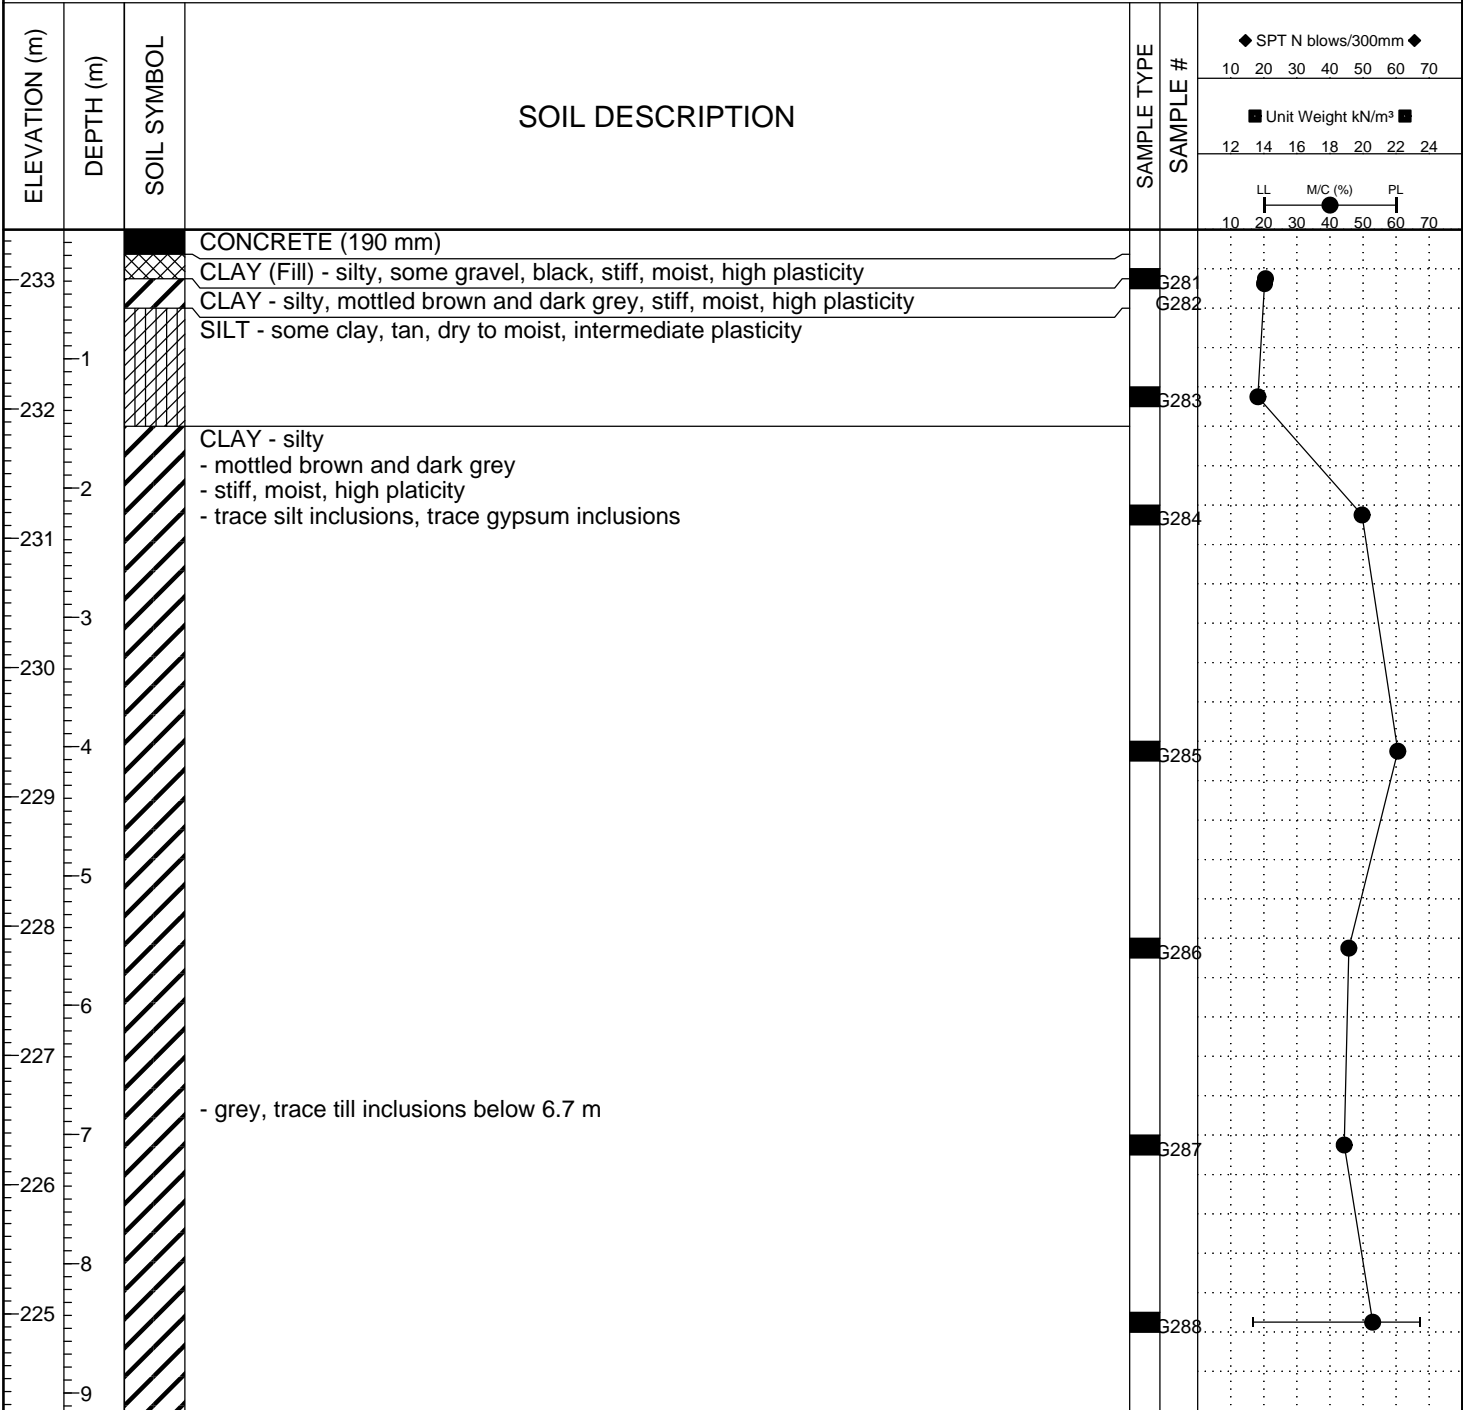 ELEVATION (m)
DEPTH (m)
SOIL SYMBOL
SOIL DESCRIPTION
SAMPLE TYPE
SAMPLE #
◆ SPT N blows/300mm ◆
10 20 30 40 50 60 70
■ Unit Weight kN/m³ ■
12 14 16 18 20 22 24
LL M/C (%) PL
10 20 30 40 50 60 70
CONCRETE (190 mm)
CLAY (Fill) - silty, some gravel, black, stiff, moist, high plasticity
233
G281
CLAY - silty, mottled brown and dark grey, stiff, moist, high plasticity
G282
SILT - some clay, tan, dry to moist, intermediate plasticity
1
G283
232
CLAY - silty
- mottled brown and dark grey
2
- stiff, moist, high platicity
- trace silt inclusions, trace gypsum inclusions
G284
231
3
230
4
G285
229
5
228
G286
6
227
- grey, trace till inclusions below 6.7 m
7
G287
226
8
225
G288
9